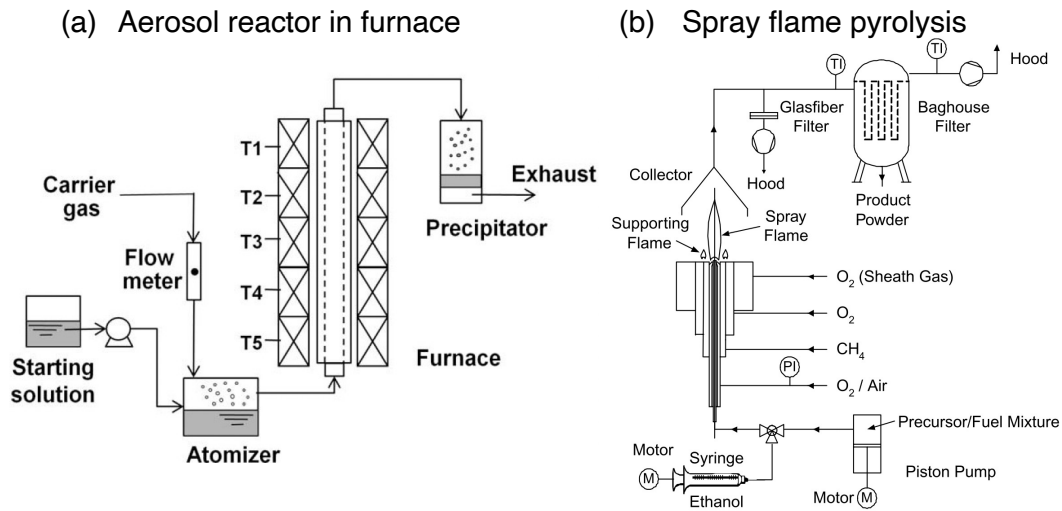 (a) Aerosol reactor in furnace
T1
T2
T3
T4
T5
Carrier
gas
Flow
meter
Starting
solution
Atomizer
Furnace
Exhaust
Precipitator
(b) Spray flame pyrolysis
TI
TI
Hood
Glasfiber
Filter
Baghouse
Filter
Hood
Product
Powder
Collector
Supporting
Flame
Spray
Flame
O₂ (Sheath Gas)
O₂
CH₄
PI
O₂ / Air
Precursor/Fuel Mixture
Motor
M
Syringe
Ethanol
Piston Pump
Motor
M